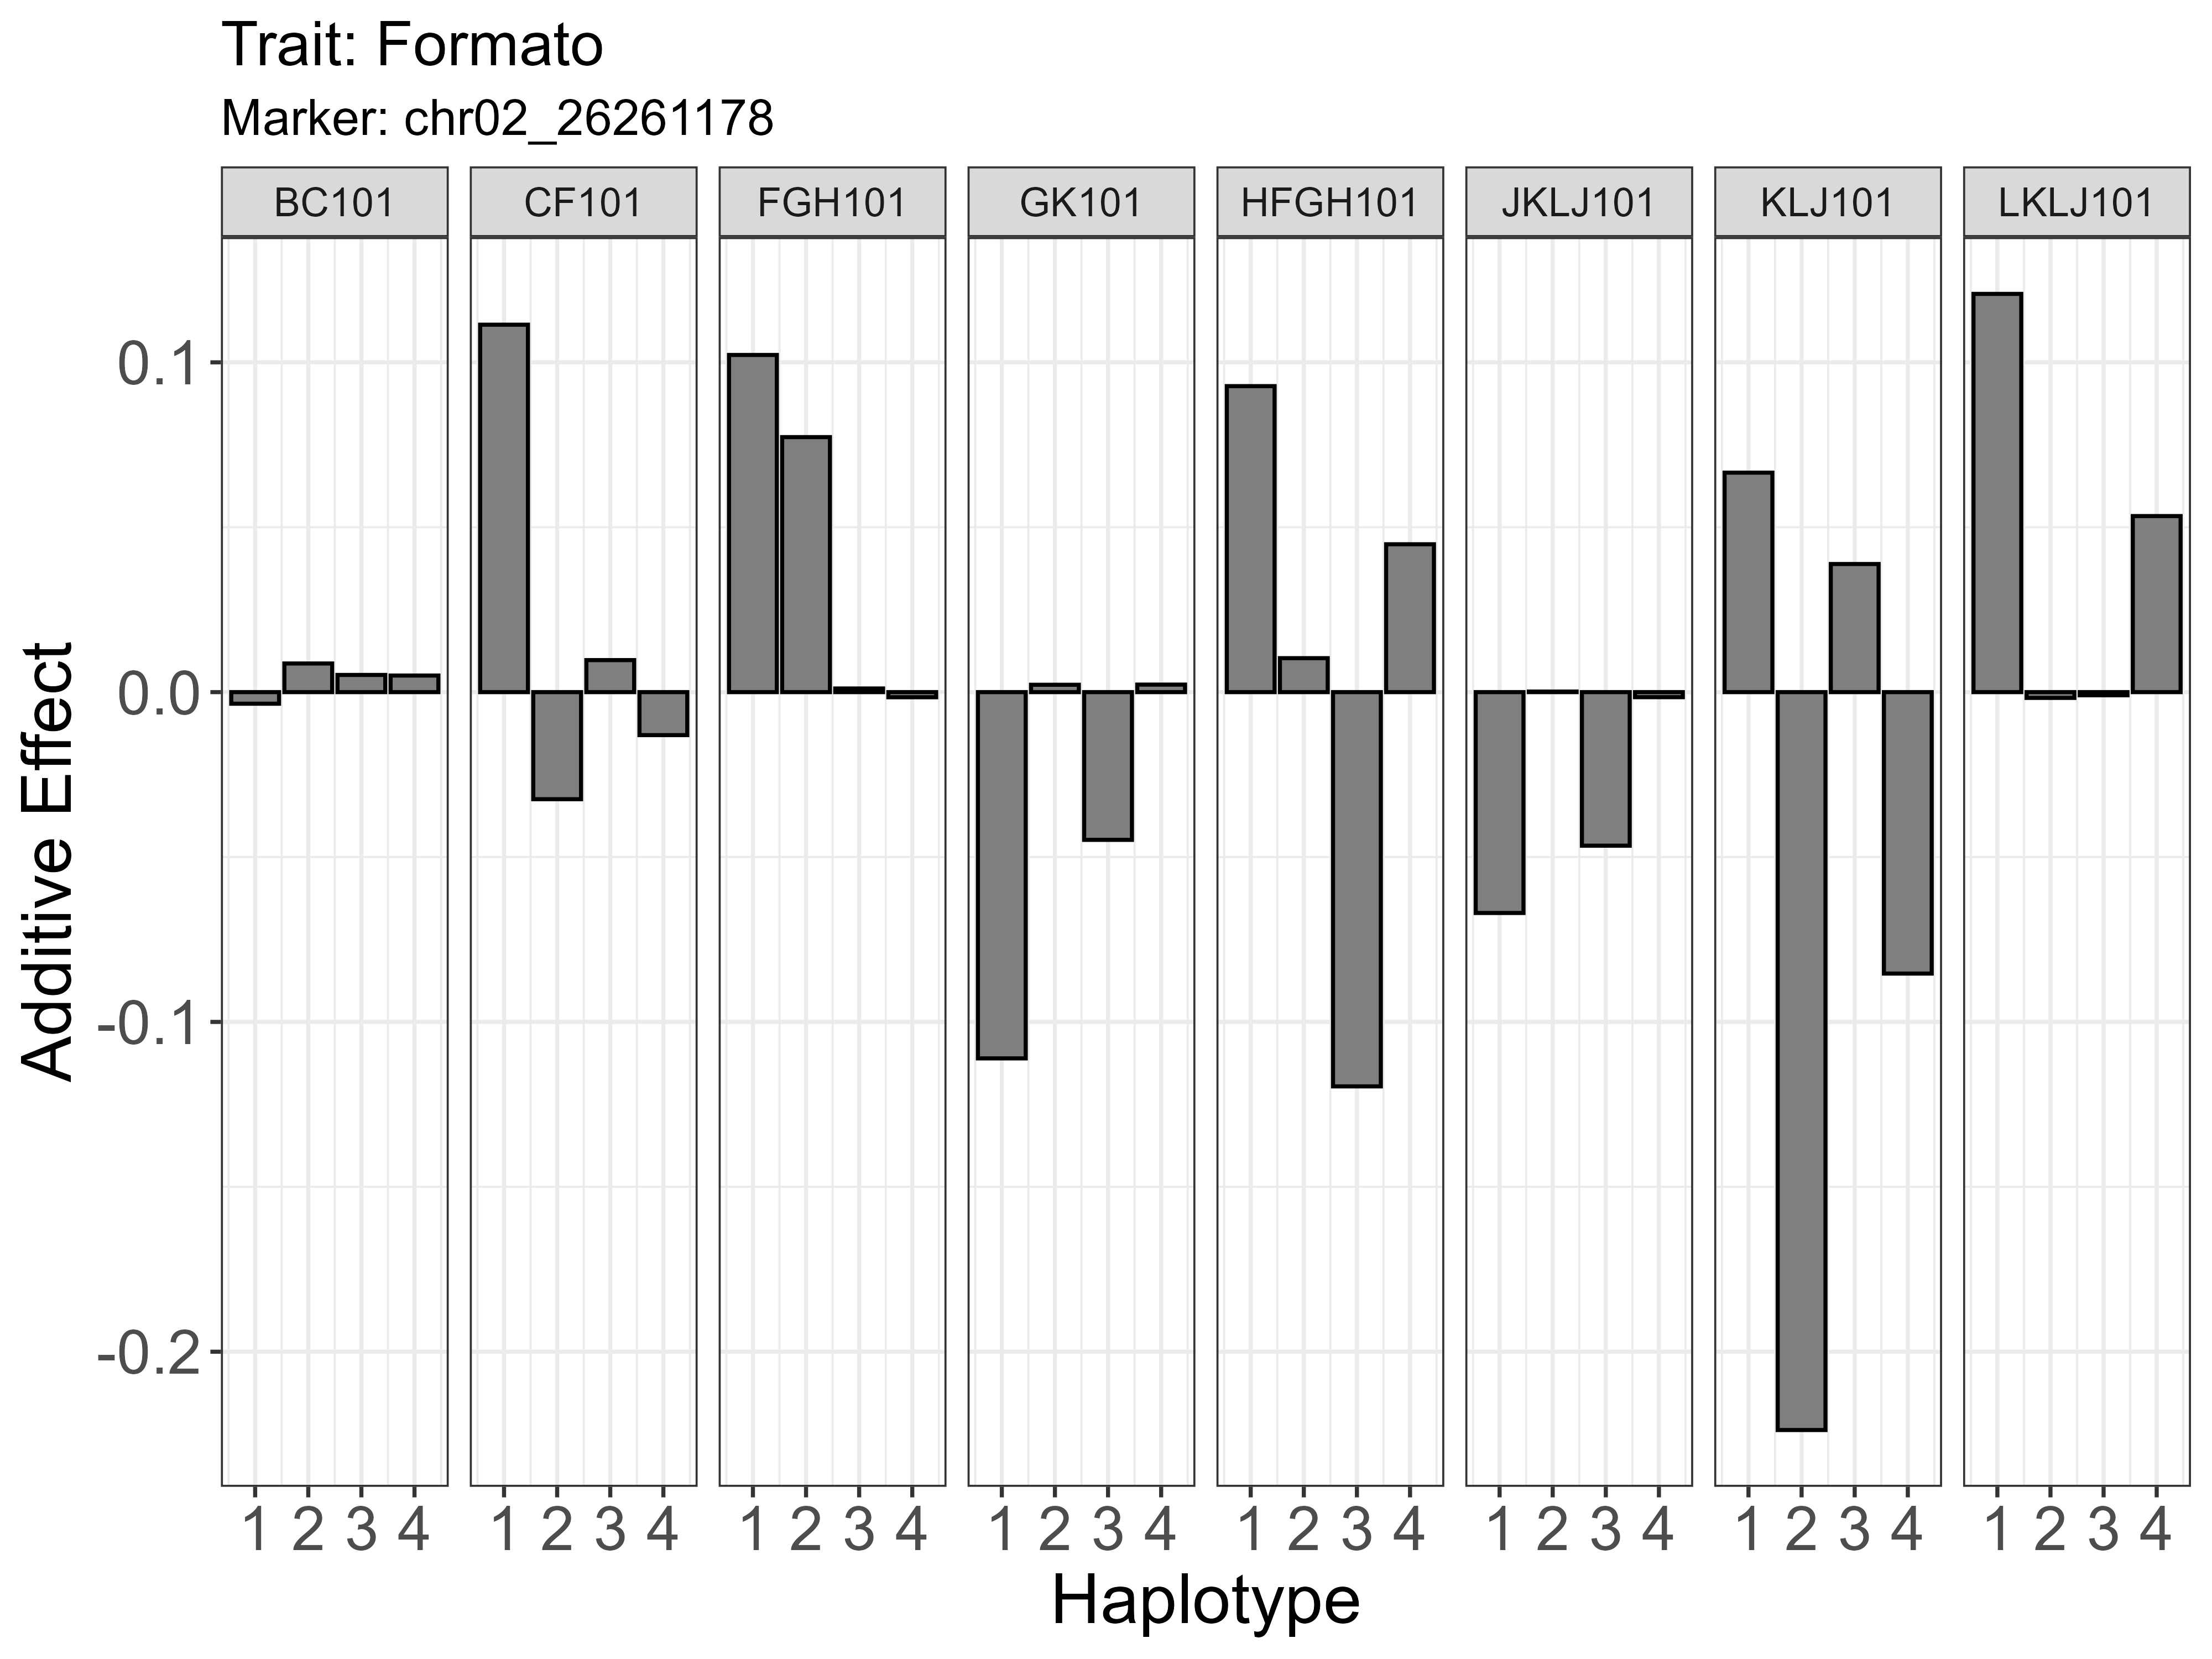 Trait: Formato
Marker: chr02_26261178
BC101 CF101 FGH101 GK101 HFGH101 JKLJ101 KLJ101 LKLJ101
0.1
0.0
-0.1
-0.2
Additive Effect
1 2 3 4 1 2 3 4 1 2 3 4 1 2 3 4 1 2 3 4 1 2 3 4 1 2 3 4 1 2 3 4
Haplotype